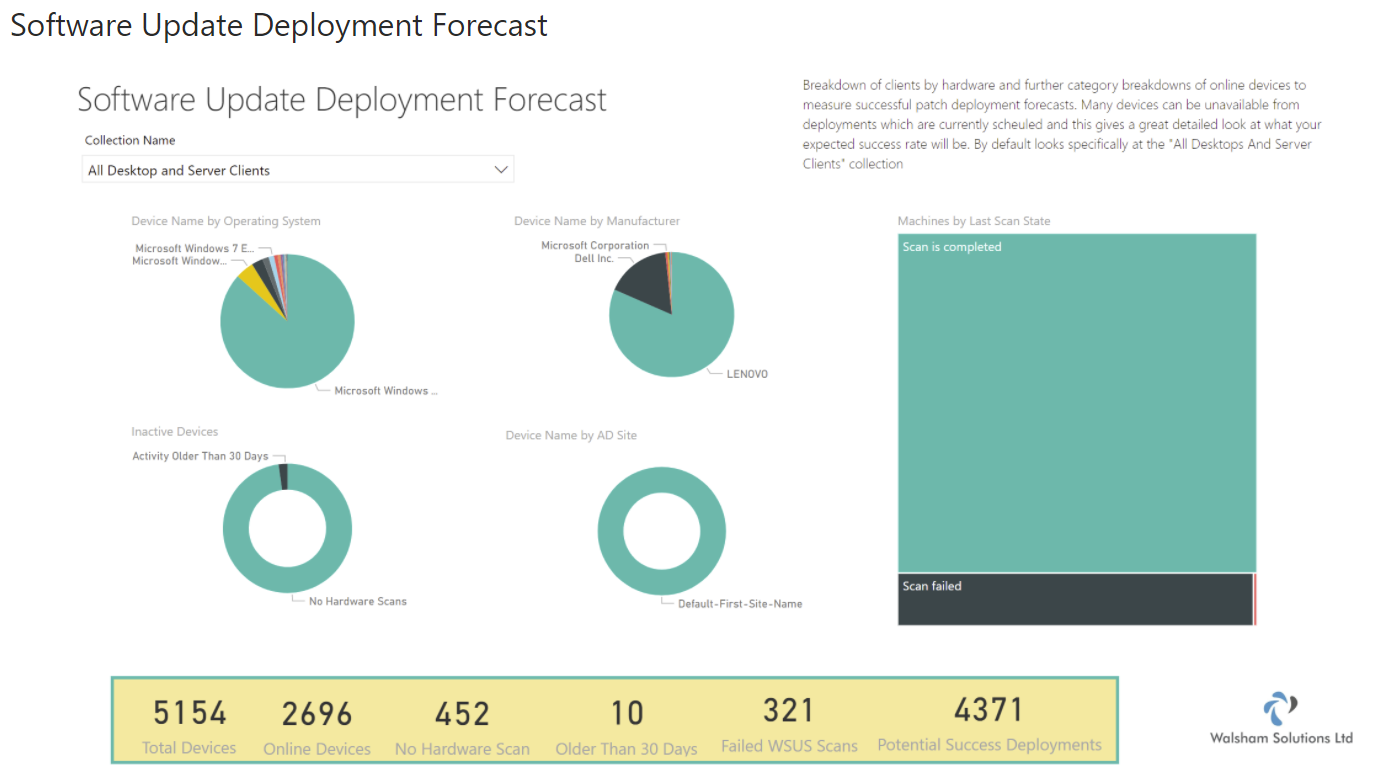 Software Update Deployment Forecast
Software Update Deployment Forecast
Breakdown of clients by hardware and further category breakdowns of online devices to
measure successful patch deployment forecasts. Many devices can be unavailable from
deployments which are currently scheuled and this gives a great detailed look at what your
expected success rate will be. By default looks specifically at the "All Desktops And Server
Clients" collection
Collection Name
All Desktop and Server Clients
Device Name by Operating System
Microsoft Windows 7 E...
Microsoft Window...
Microsoft Windows ...
Device Name by Manufacturer
Microsoft Corporation
Dell Inc.
LENOVO
Machines by Last Scan State
Scan is completed
Scan failed
Inactive Devices
Activity Older Than 30 Days
No Hardware Scans
Device Name by AD Site
Default-First-Site-Name
5154
Total Devices
2696
Online Devices
452
No Hardware Scan
10
Older Than 30 Days
321
Failed WSUS Scans
4371
Potential Success Deployments
Walsham Solutions Ltd